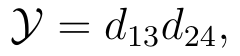 𝒴 = d₁₃d₂₄,